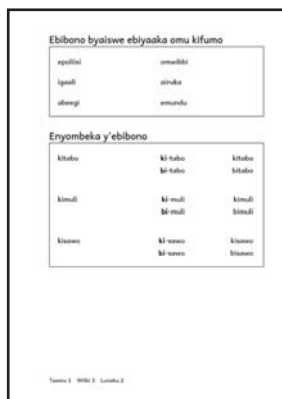 Ebibono byaiswe ebiyaaka omu kifumo
epoliisi omwibbi
igaali airuka
abeegi emundu
Enyombeka y'ebibono
kitabo ki-tabo kitabo
bi-tabo bitabo
kimuli ki-muli kimuli
bi-muli bimuli
kisawo ki-sawo kisawo
bi-sawo bisawo
Taamu 1 Wiiki 3 Lunaku 2